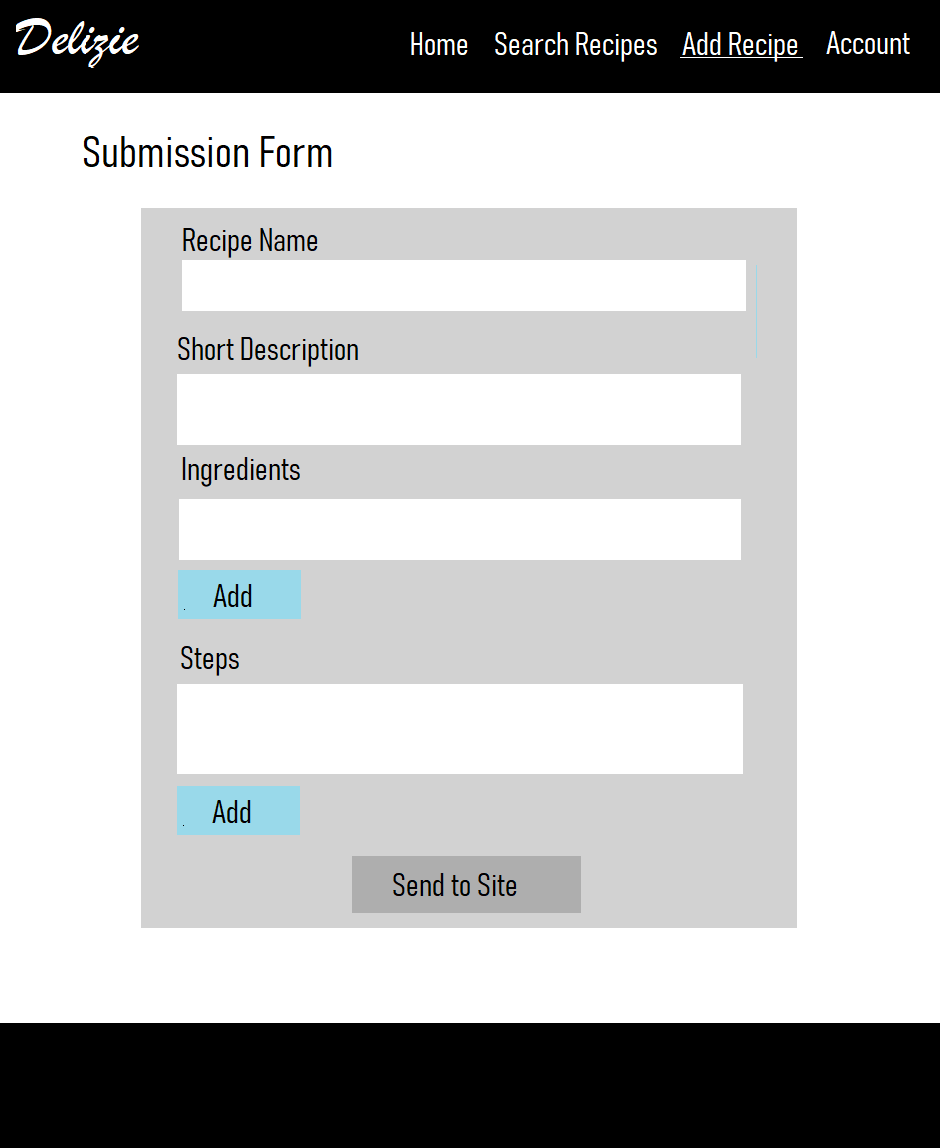 Delizie
Home Search Recipes Add Recipe Account
Submission Form
Recipe Name
Short Description
Ingredients
Add
Steps
Add
Send to Site